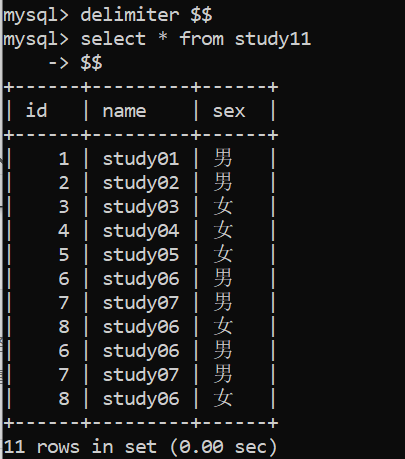 mysql> delimiter $$
mysql> select * from study11
    -> $$
+------+---------+------+
| id   | name    | sex  |
+------+---------+------+
|    1 | study01 | 男   |
|    2 | study02 | 男   |
|    3 | study03 | 女   |
|    4 | study04 | 女   |
|    5 | study05 | 女   |
|    6 | study06 | 男   |
|    7 | study07 | 男   |
|    8 | study06 | 女   |
|    6 | study06 | 男   |
|    7 | study07 | 男   |
|    8 | study06 | 女   |
+------+---------+------+
11 rows in set (0.00 sec)